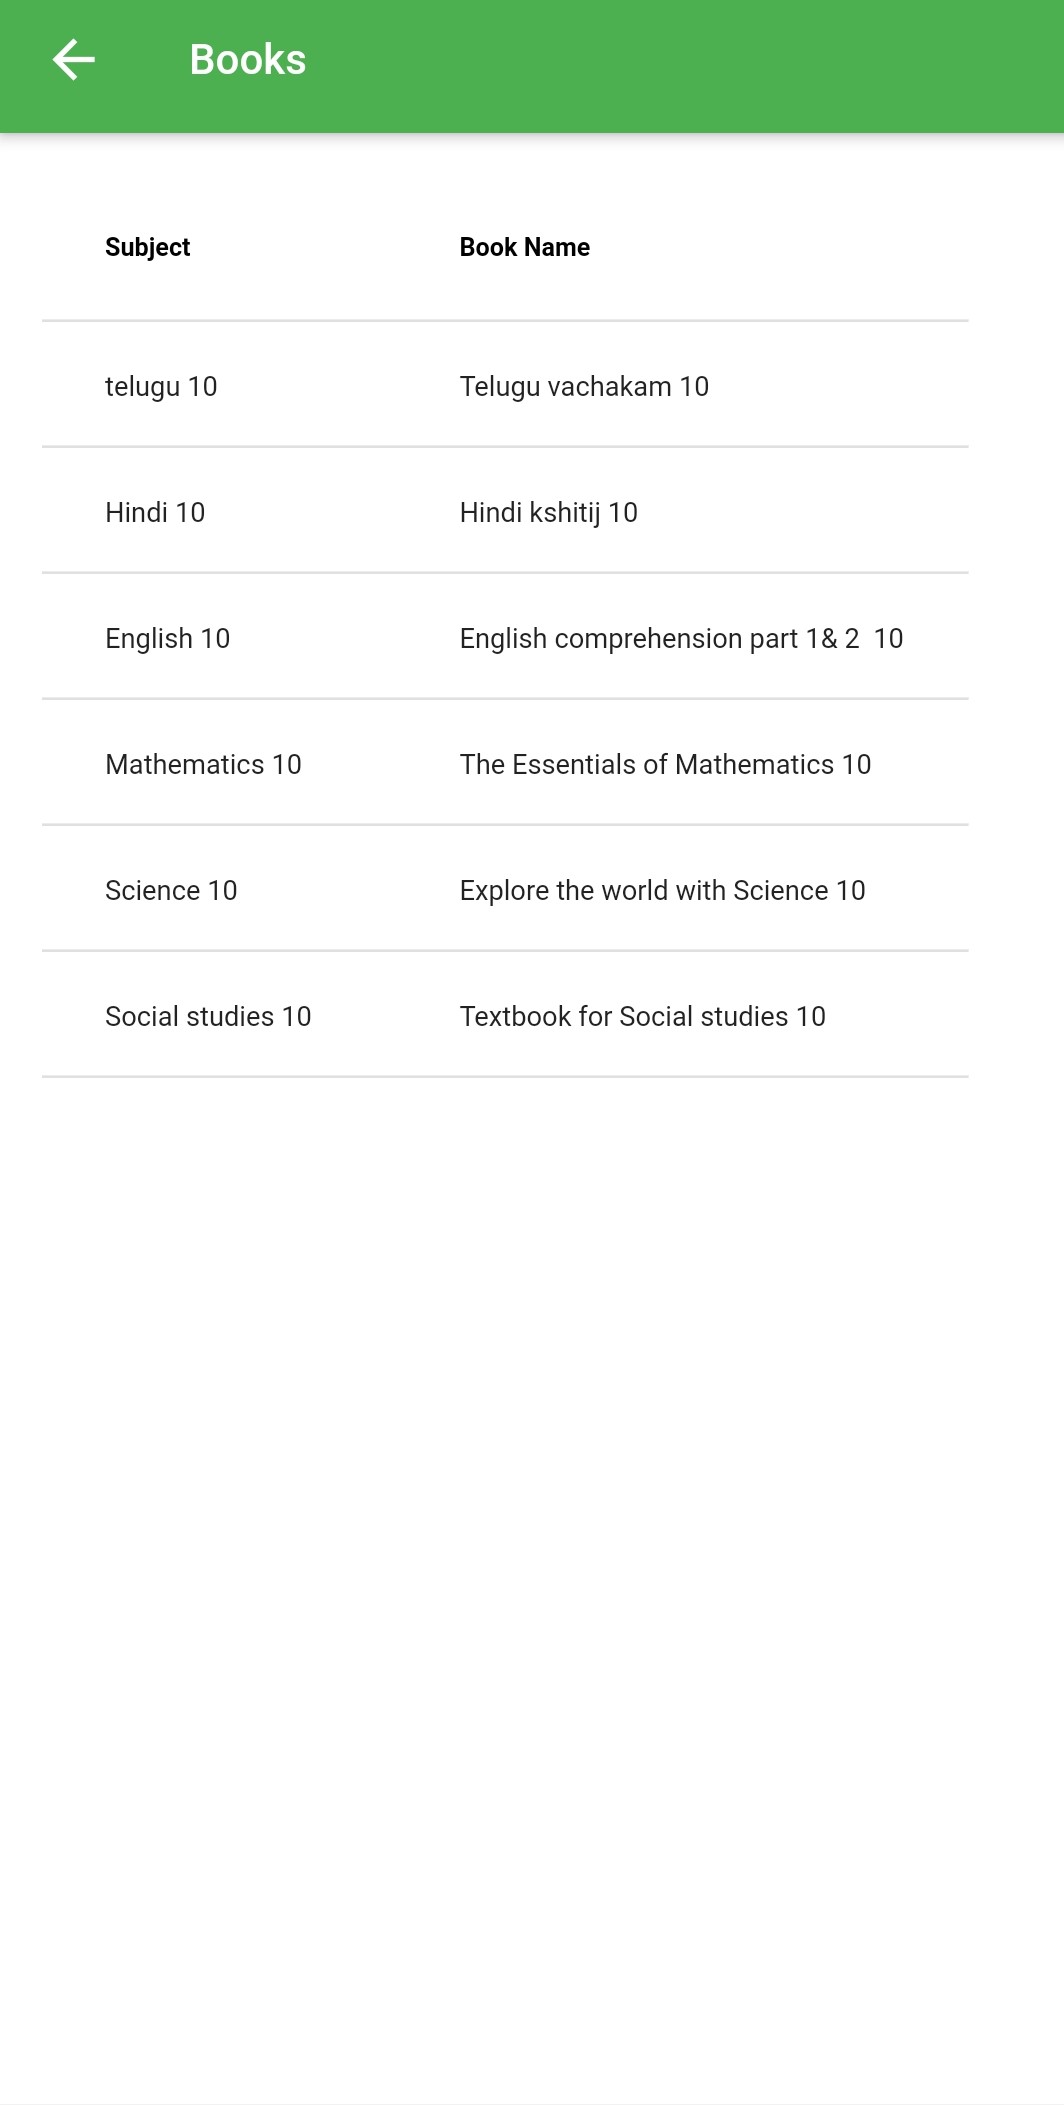 Books
Subject Book Name
telugu 10 Telugu vachakam 10
Hindi 10 Hindi kshitij 10
English 10 English comprehension part 1& 2  10
Mathematics 10 The Essentials of Mathematics 10
Science 10 Explore the world with Science 10
Social studies 10 Textbook for Social studies 10